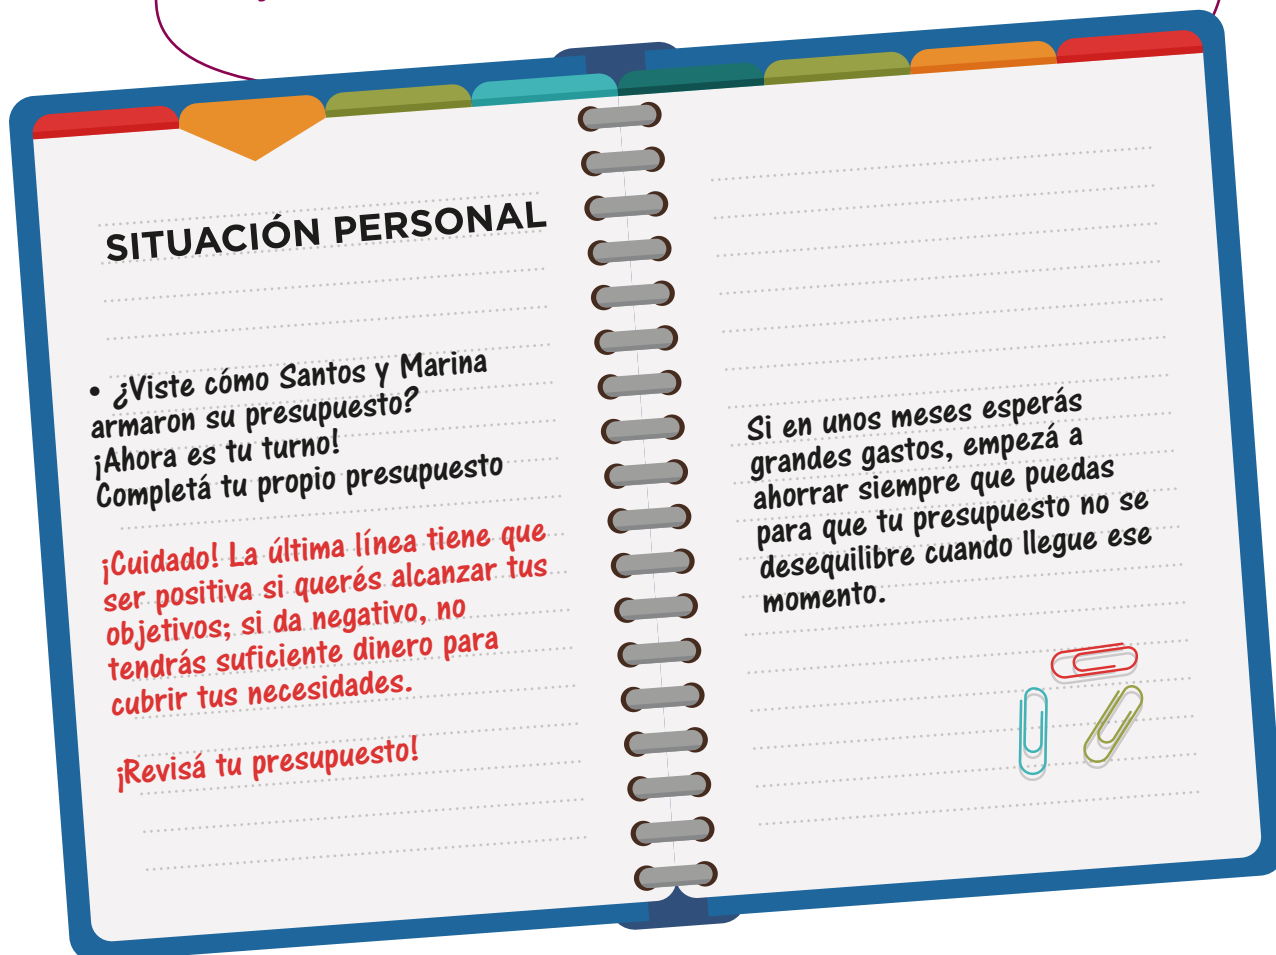 SITUACIÓN PERSONAL
• ¿Viste cómo Santos y Marina
armaron su presupuesto?
¡Ahora es tu turno!
Completá tu propio presupuesto
¡Cuidado! La última línea tiene que
ser positiva si querés alcanzar tus
objetivos; si da negativo, no
tendrás suficiente dinero para
cubrir tus necesidades.
¡Revisá tu presupuesto!
Si en unos meses esperás
grandes gastos, empezá a
ahorrar siempre que puedas
para que tu presupuesto no se
desequilibre cuando llegue ese
momento.